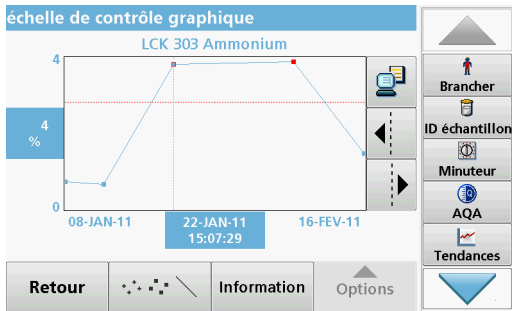 échelle de contrôle graphique
LCK 303 Ammonium
4
4
%
0
08-JAN-11
22-JAN-11
15:07:29
16-FEV-11
Brancher
ID échantillon
Minuteur
AQA
Tendances
Retour
Information
Options